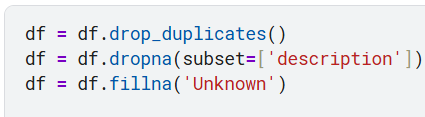 df = df.drop_duplicates()
df = df.dropna(subset=['description'])
df = df.fillna('Unknown')